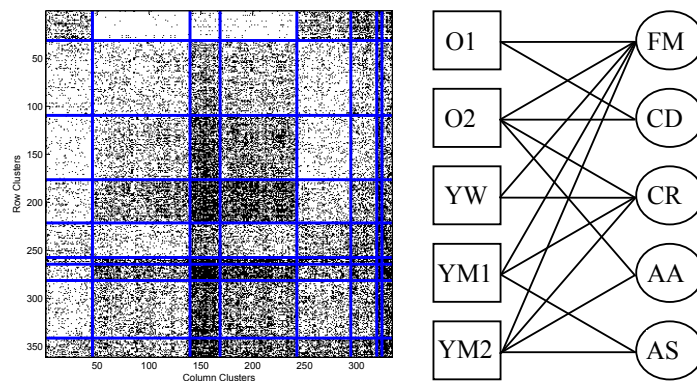 50
100
150
200
250
300
350
Row Clusters
50 100 150 200 250 300
Column Clusters
O1 FM
O2 CD
YW CR
YM1 AA
YM2 AS